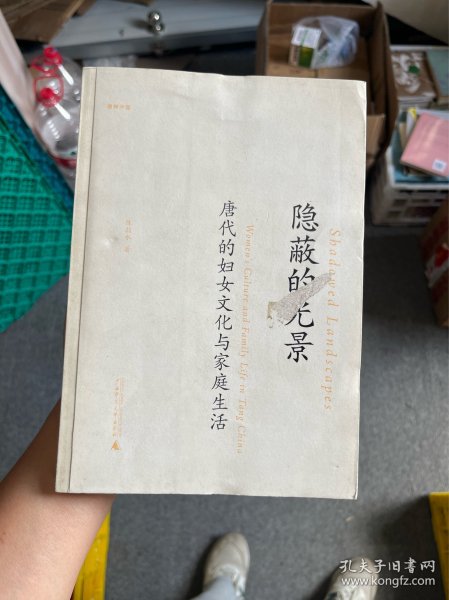 隐蔽的光景
Shadowed Landscapes
唐代的妇女文化与家庭生活
Women's Culture and Family Life in Tang China
孔夫子旧书网
www.kongfz.com